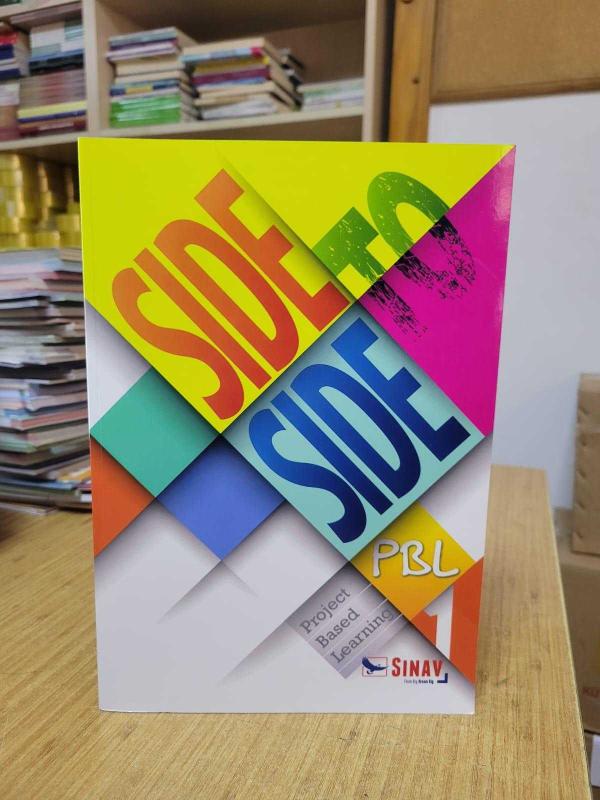 SIDE
TO
SIDE
PBL
1
Project
Based
Learning
SINAV